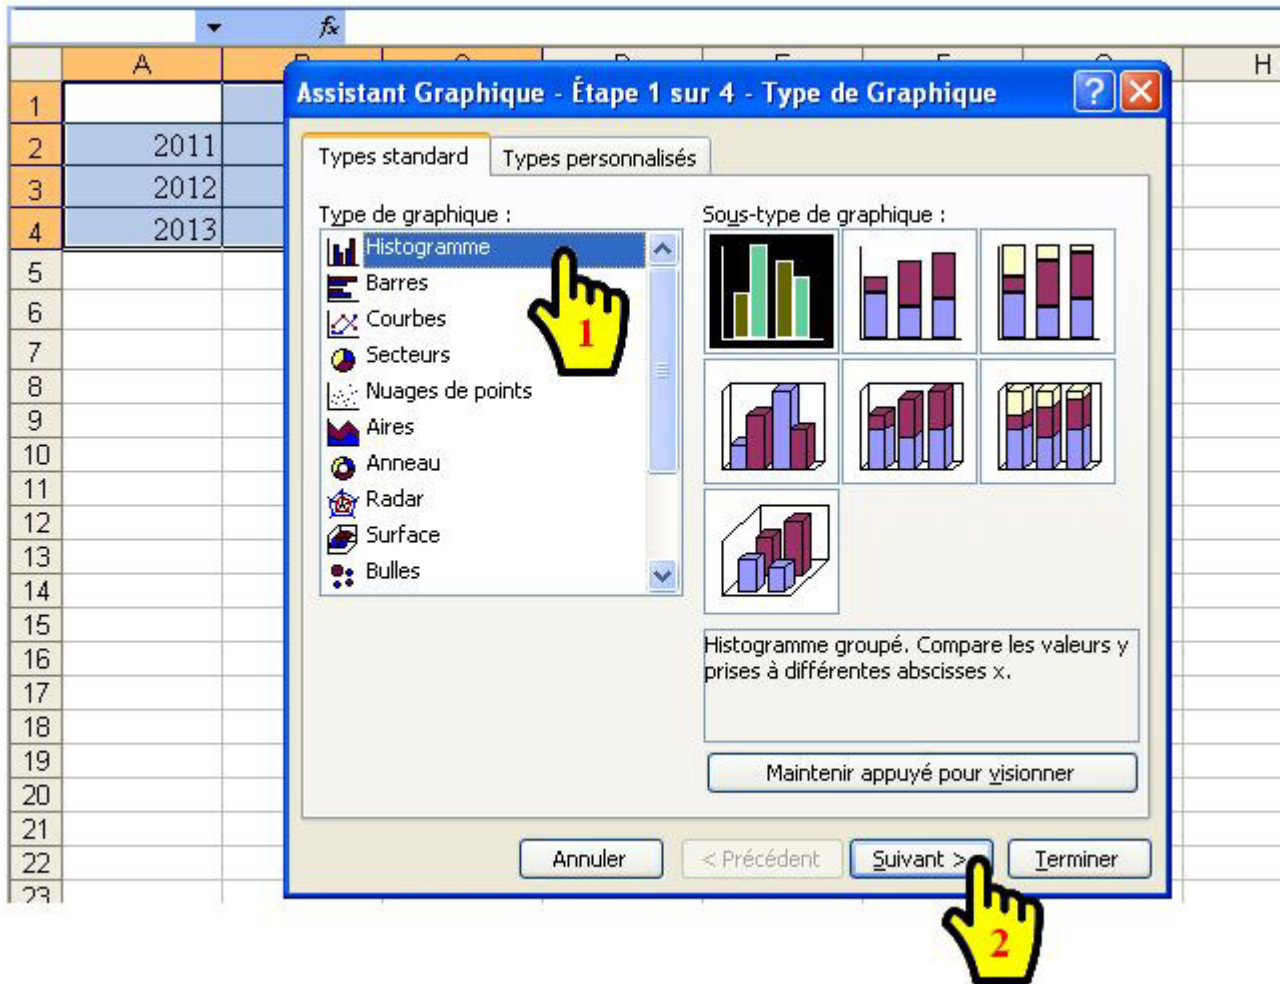 fx
A
H
Assistant Graphique - Étape 1 sur 4 - Type de Graphique
Types standard
Types personnalisés
1
2 2011
3 2012
4 2013
5
6
7
8
9
10
11
12
13
14
15
16
17
18
19
20
21
22
23
Type de graphique :
Histogramme
Barres
Courbes
Secteurs
Nuages de points
Aires
Anneau
Radar
Surface
Bulles
1
Sous-type de graphique :
Histogramme groupé. Compare les valeurs y
prises à différentes abscisses x.
Maintenir appuyé pour visionner
Annuler
< Précédent
Suivant >
Terminer
2